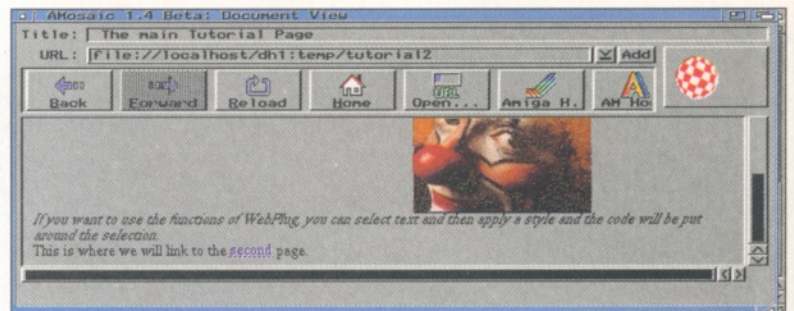 AMosaic 1.4 Beta: Document View
Title: The main Tutorial Page
URL: file://localhost/dh1:temp/tutorial2 Add
Back Forward Reload Home Open... Amiga H. AM Ho
URL
If you want to use the functions of WebPlug, you can select text and then apply a style and the code will be put
around the selection.
This is where we will link to the second page.